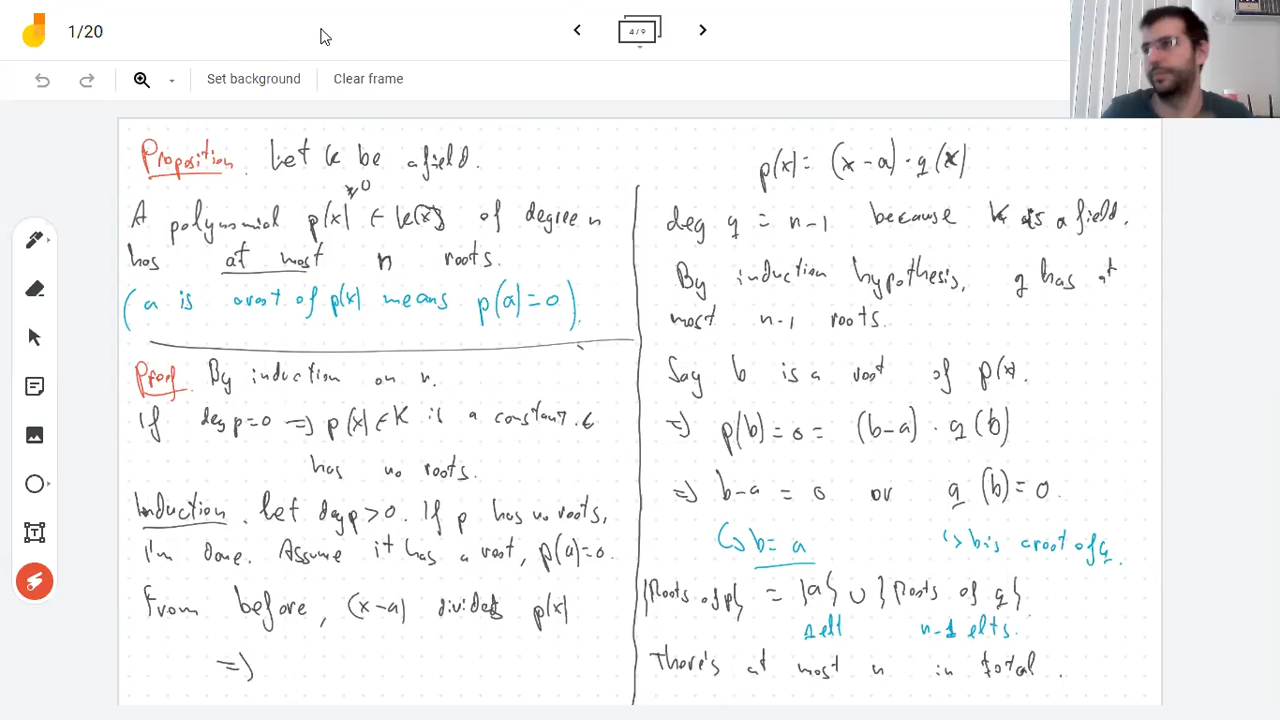 1/20
4/9
Set background
Clear frame
Proposition. Let K be a field.
≠0
A polynomial p(x) ∈ K[x] of degree n
has at most n roots.
(a is a root of p(x) means p(a)=0).
Proof. By induction on n.
If deg p=0 => p(x) ∈ K is a constant.
has no roots.
Induction. Let deg p>0. If p has no roots,
I'm done. Assume it has a root, p(a)=0.
From before, (x-a) divides p(x)
=>
p(x) = (x-a)·q(x)
deg q = n-1 because K is a field.
By induction hypothesis, q has at
most n-1 roots.
Say b is a root of p(x).
=> p(b)=0= (b-a)·q(b)
=> b-a = 0 or q(b)=0.
↪ b=a ↪ b is a root of q.
{Roots of p} = {a} ∪ {Roots of q}
1 elt n-1 elts.
There's at most n in total.